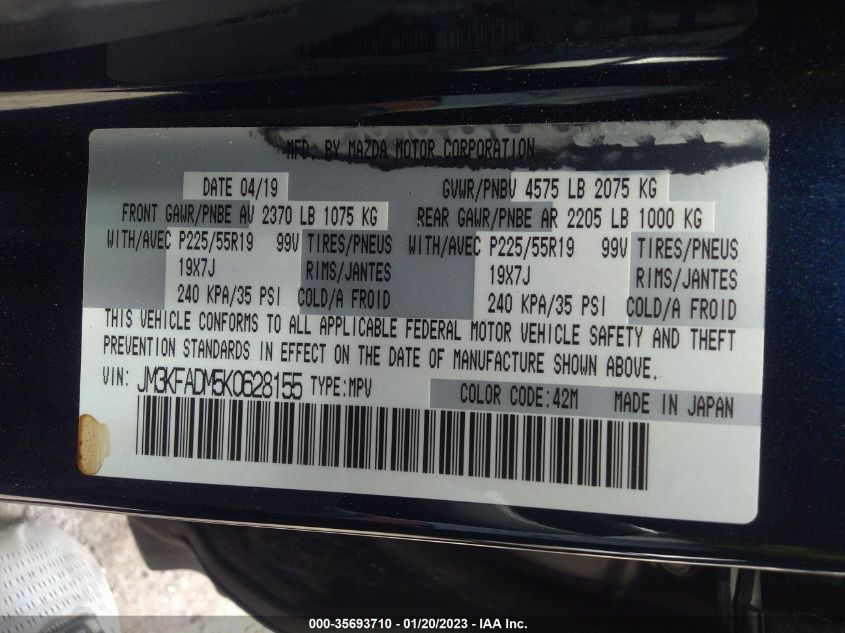 MFD. BY MAZDA MOTOR CORPORATION
DATE 04/19 GVWR/PNBV 4575 LB 2075 KG
FRONT GAWR/PNBE AV 2370 LB 1075 KG REAR GAWR/PNBE AR 2205 LB 1000 KG
WITH/AVEC P225/55R19 99V TIRES/PNEUS WITH/AVEC P225/55R19 99V TIRES/PNEUS
19X7J RIMS/JANTES 19X7J RIMS/JANTES
240 KPA/35 PSI COLD/A FROID 240 KPA/35 PSI COLD/A FROID
THIS VEHICLE CONFORMS TO ALL APPLICABLE FEDERAL MOTOR VEHICLE SAFETY AND THEFT
PREVENTION STANDARDS IN EFFECT ON THE DATE OF MANUFACTURE SHOWN ABOVE.
VIN: JM3KFADM5K0628155 TYPE:MPV COLOR CODE:42M MADE IN JAPAN
000-35693710 - 01/20/2023 - IAA Inc.